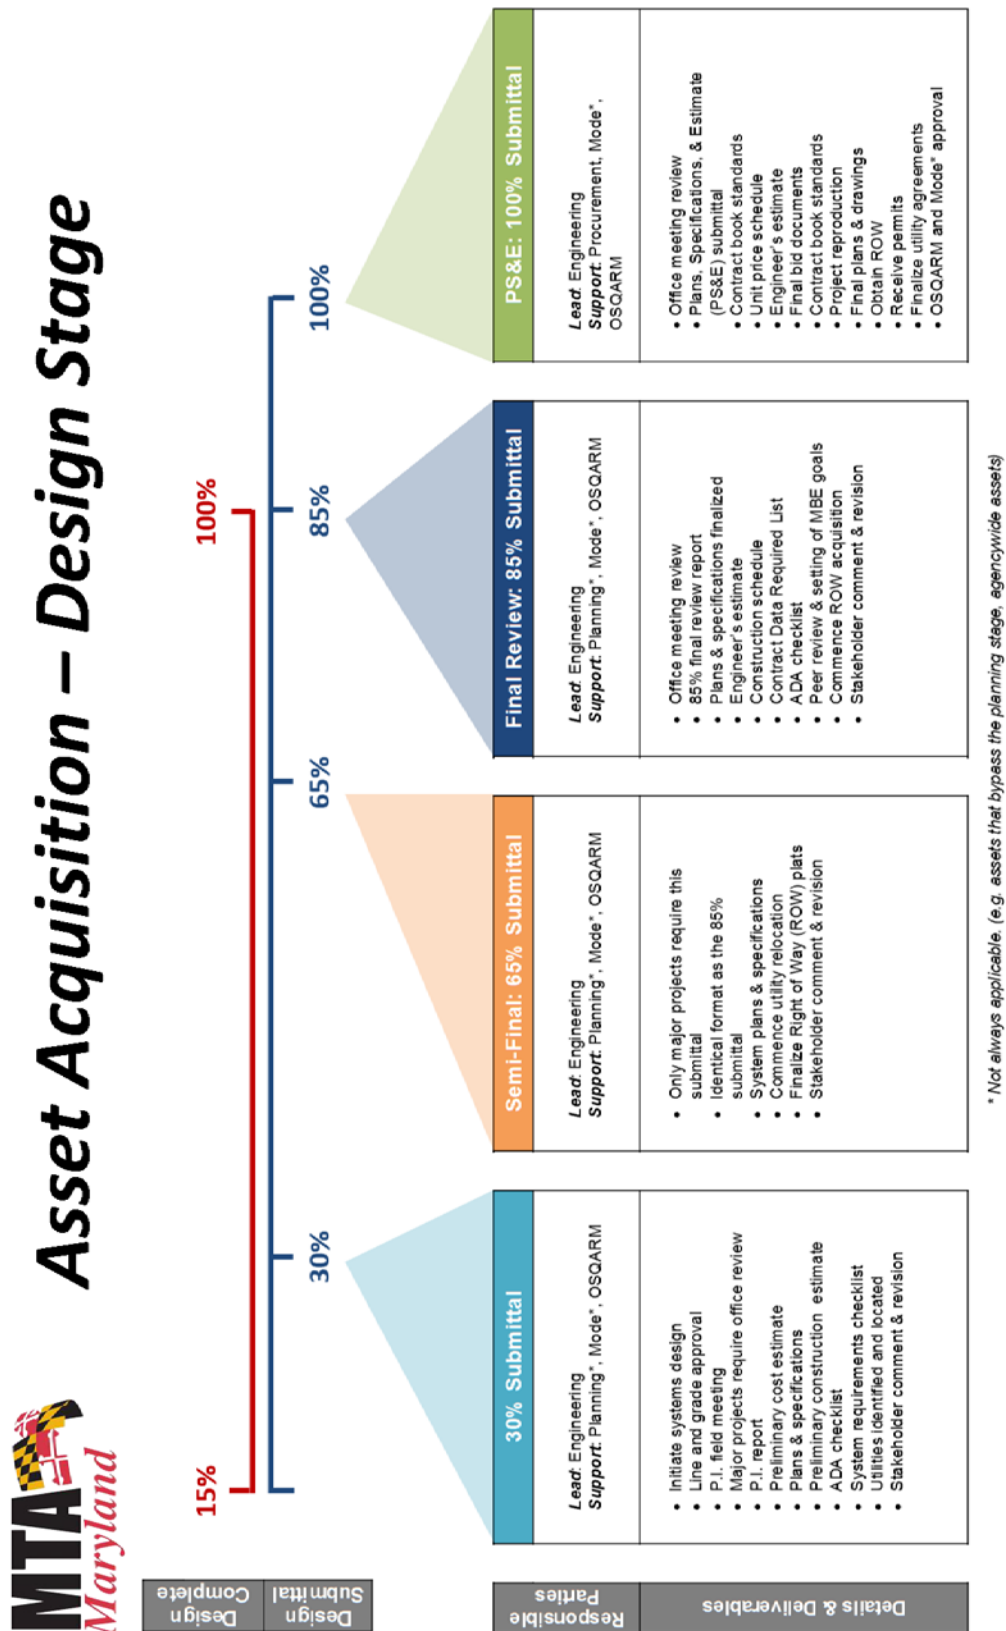 MTA
Maryland
Asset Acquisition – Design Stage
Design
Complete
15%
100%
Design
Submittal
30%
65%
85%
100%
Responsible
Parties
Details & Deliverables
30% Submittal
Lead: Engineering
Support: Planning*, Mode*, OSQARM
• Initiate systems design
• Line and grade approval
• P.I. field meeting
• Major projects require office review
• P.I. report
• Preliminary cost estimate
• Plans & specifications
• Preliminary construction estimate
• ADA checklist
• System requirements checklist
• Utilities identified and located
• Stakeholder comment & revision
Semi-Final: 65% Submittal
Lead: Engineering
Support: Planning*, Mode*, OSQARM
• Only major projects require this
submittal
• Identical format as the 85%
submittal
• System plans & specifications
• Commence utility relocation
• Finalize Right of Way (ROW) plats
• Stakeholder comment & revision
Final Review: 85% Submittal
Lead: Engineering
Support: Planning*, Mode*, OSQARM
• Office meeting review
• 85% final review report
• Plans & specifications finalized
• Engineer's estimate
• Construction schedule
• Contract Data Required List
• ADA checklist
• Peer review & setting of MBE goals
• Commence ROW acquisition
• Stakeholder comment & revision
PS&E: 100% Submittal
Lead: Engineering
Support: Procurement, Mode*,
OSQARM
• Office meeting review
• Plans, Specifications, & Estimate
(PS&E) submittal
• Contract book standards
• Unit price schedule
• Engineer's estimate
• Final bid documents
• Contract book standards
• Project reproduction
• Final plans & drawings
• Obtain ROW
• Receive permits
• Finalize utility agreements
• OSQARM and Mode* approval
* Not always applicable. (e.g. assets that bypass the planning stage, agencywide assets)